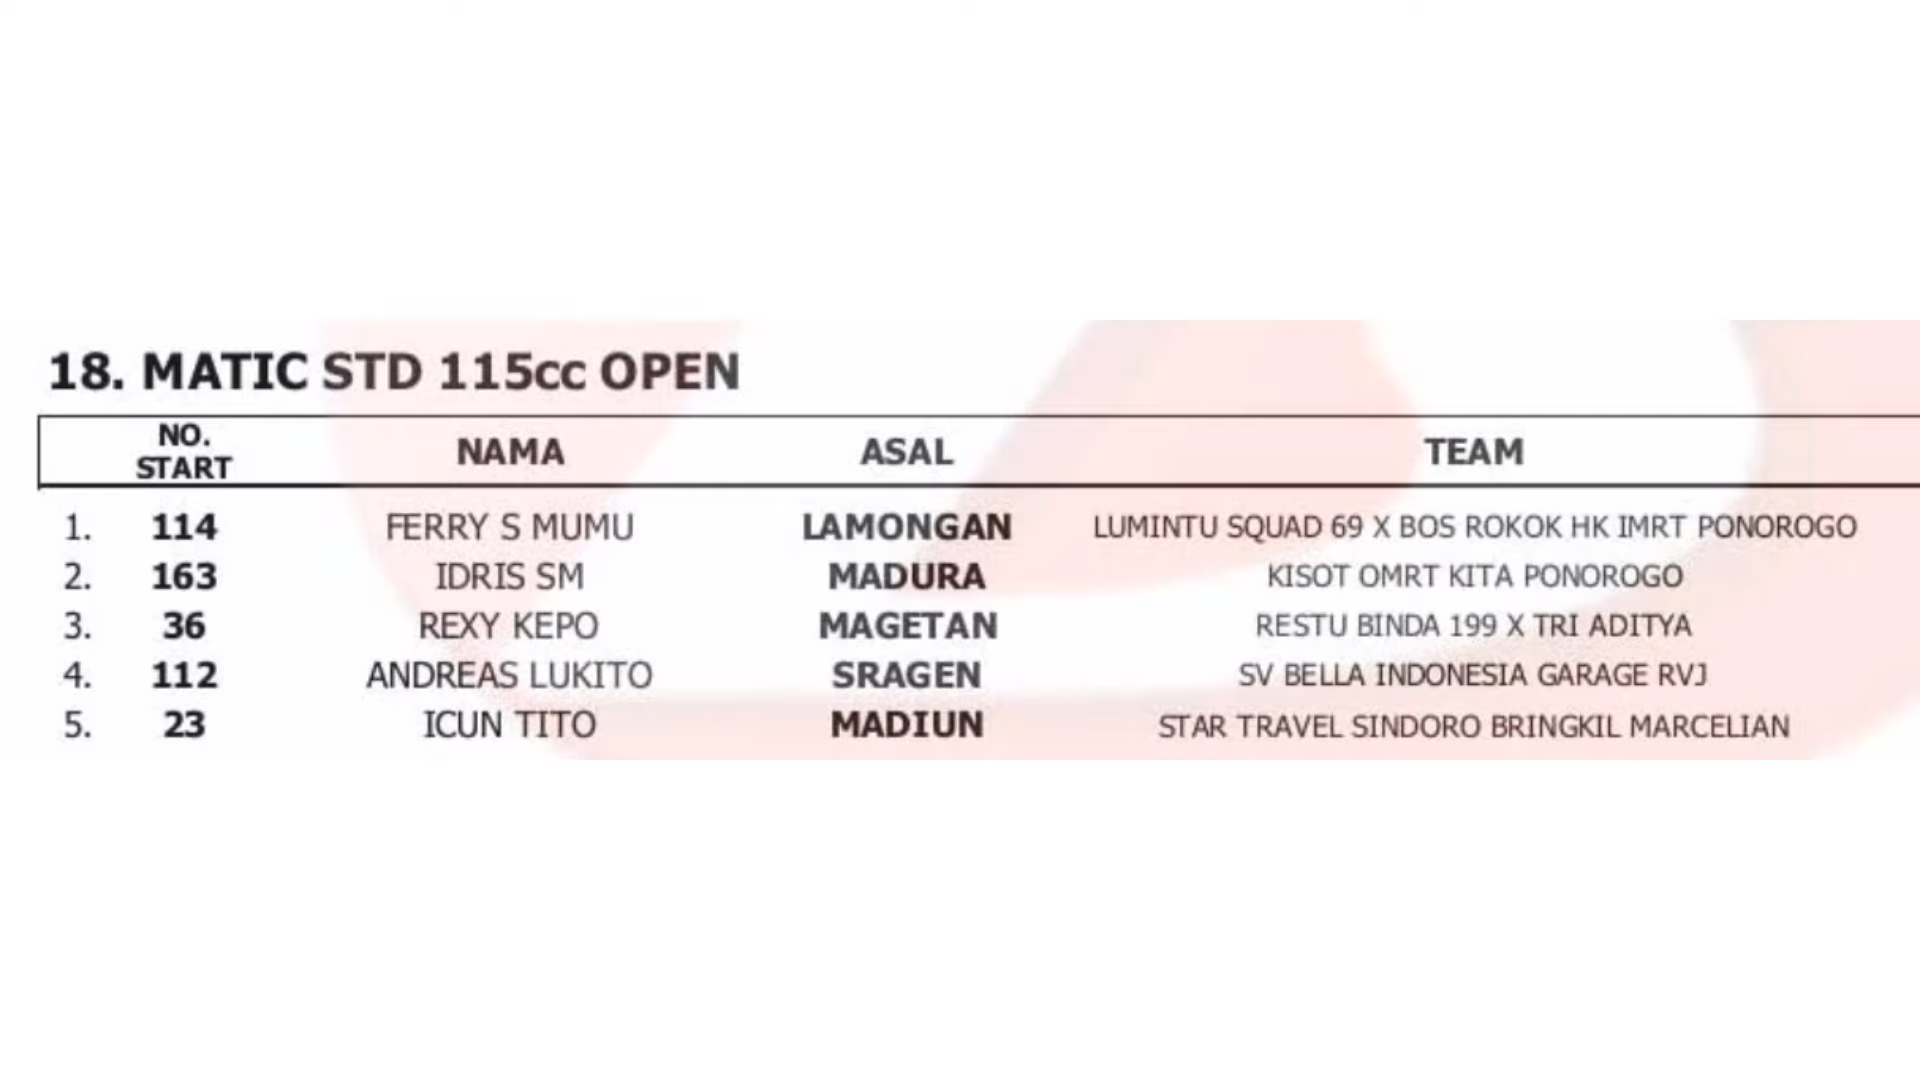 18. MATIC STD 115cc OPEN
NO. START NAMA ASAL TEAM
1. 114 FERRY S MUMU LAMONGAN LUMINTU SQUAD 69 X BOS ROKOK HK IMRT PONOROGO
2. 163 IDRIS SM MADURA KISOT OMRT KITA PONOROGO
3. 36 REXY KEPO MAGETAN RESTU BINDA 199 X TRI ADITYA
4. 112 ANDREAS LUKITO SRAGEN SV BELLA INDONESIA GARAGE RVJ
5. 23 ICUN TITO MADIUN STAR TRAVEL SINDORO BRINGKIL MARCELIAN